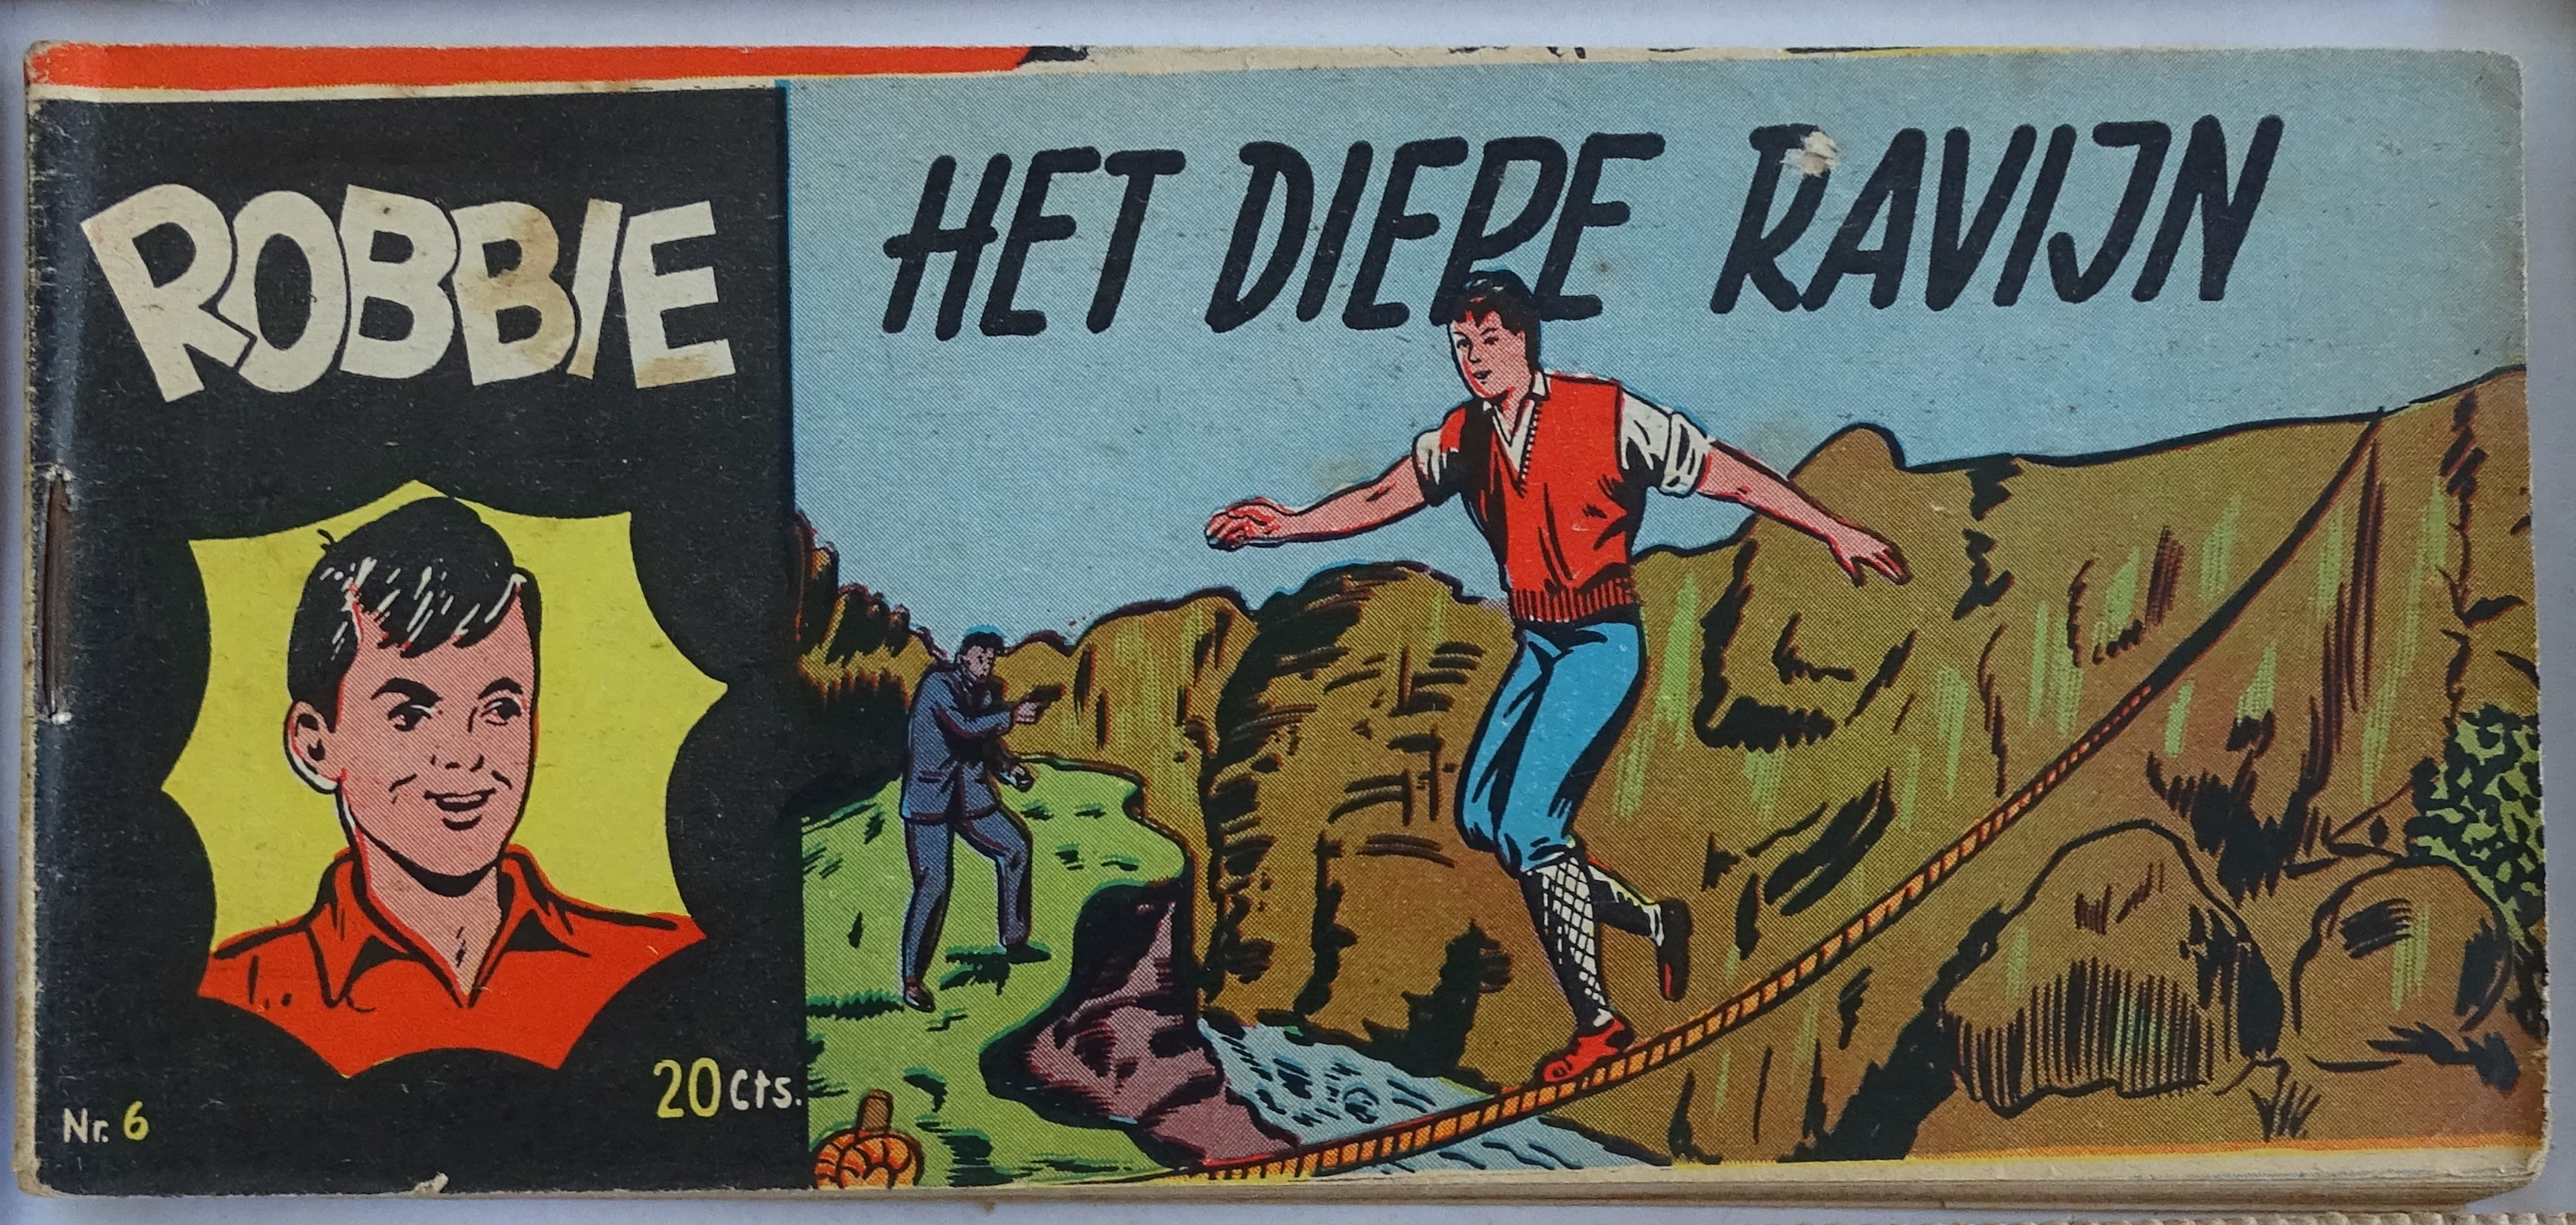 ROBBIE
HET DIEPE RAVIJN
20 Cts.
Nr. 6